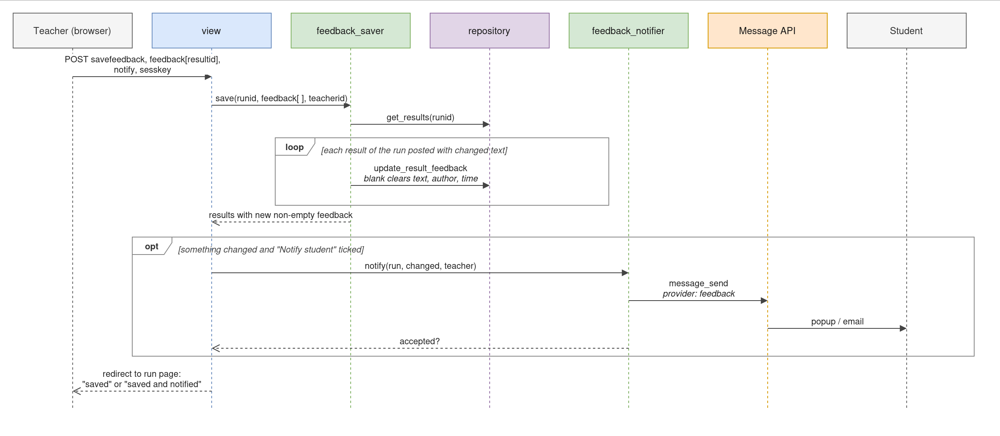 Teacher (browser)
view
feedback_saver
repository
feedback_notifier
Message API
Student
POST savefeedback, feedback[resultid],
notify, sesskey
save(runid, feedback[ ], teacherid)
get_results(runid)
loop
[each result of the run posted with changed text]
update_result_feedback
blank clears text, author, time
results with new non-empty feedback
opt
[something changed and "Notify student" ticked]
notify(run, changed, teacher)
message_send
provider: feedback
popup / email
accepted?
redirect to run page:
"saved" or "saved and notified"